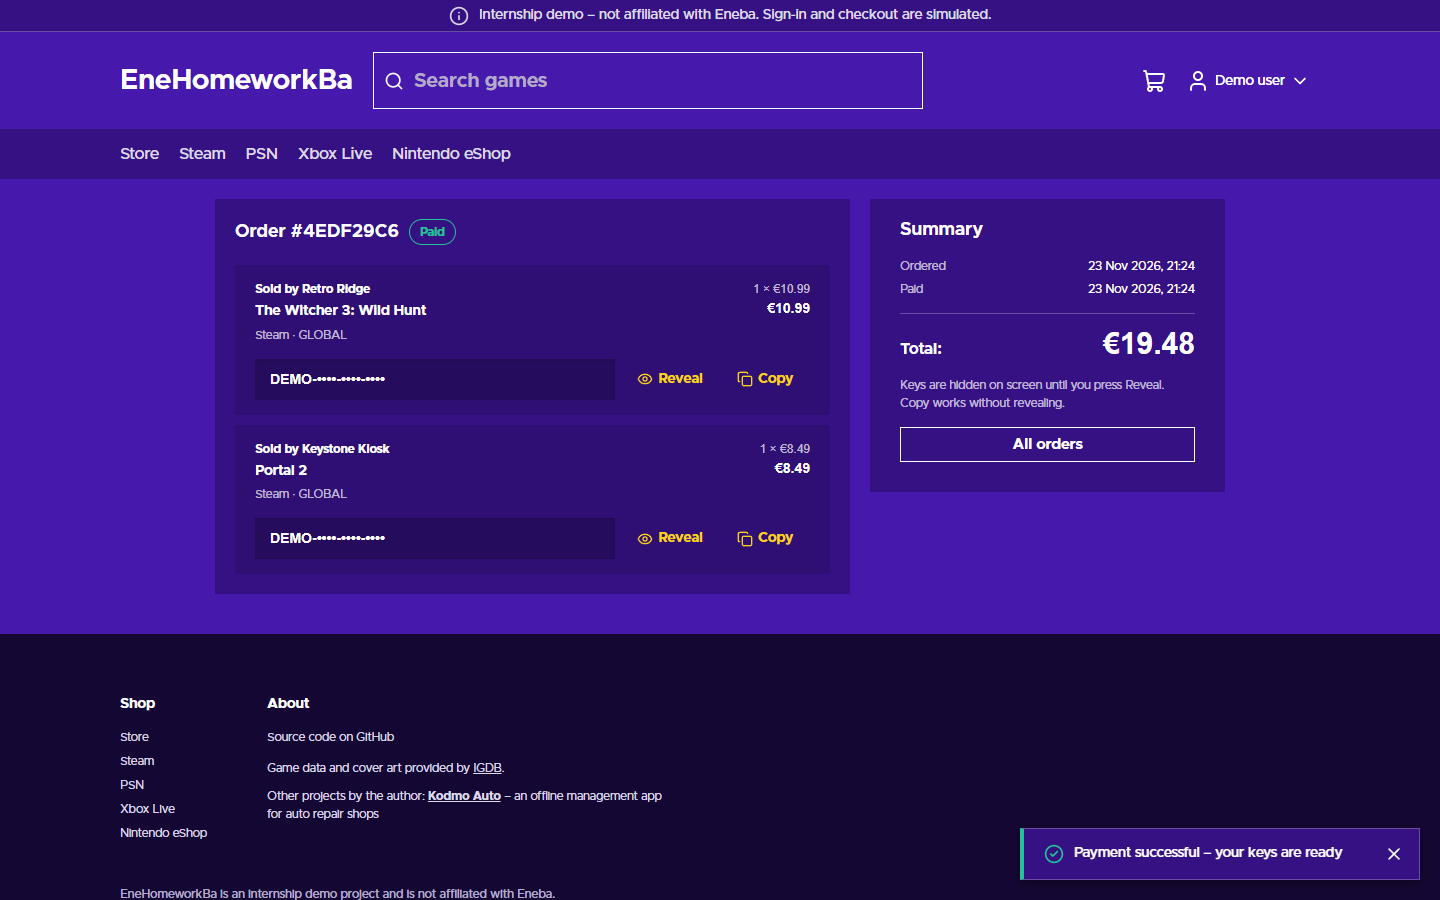 Internship demo – not affiliated with Eneba. Sign-in and checkout are simulated.
EneHomeworkBa
Search games
Demo user
Store
Steam
PSN
Xbox Live
Nintendo eShop
Order #4EDF29C6
Paid
Sold by Retro Ridge
1 × €10.99
The Witcher 3: Wild Hunt
€10.99
Steam · GLOBAL
DEMO-••••-••••-••••
Reveal
Copy
Sold by Keystone Kiosk
1 × €8.49
Portal 2
€8.49
Steam · GLOBAL
DEMO-••••-••••-••••
Reveal
Copy
Summary
Ordered
23 Nov 2026, 21:24
Paid
23 Nov 2026, 21:24
Total:
€19.48
Keys are hidden on screen until you press Reveal.
Copy works without revealing.
All orders
Shop
Store
Steam
PSN
Xbox Live
Nintendo eShop
About
Source code on GitHub
Game data and cover art provided by IGDB.
Other projects by the author: Kodmo Auto – an offline management app
for auto repair shops
Payment successful – your keys are ready
EneHomeworkBa is an internship demo project and is not affiliated with Eneba.